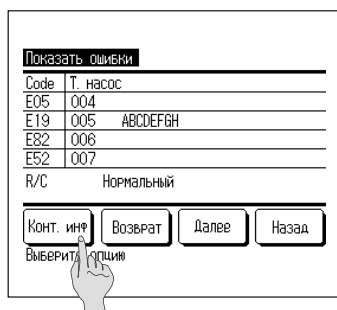 Показать ошибки
Code Т. насос
E05 004
E19 005 ABCDEFGH
E82 006
E52 007
R/C Нормальный
Конт. инф Возврат Далее Назад
Выберите опцию